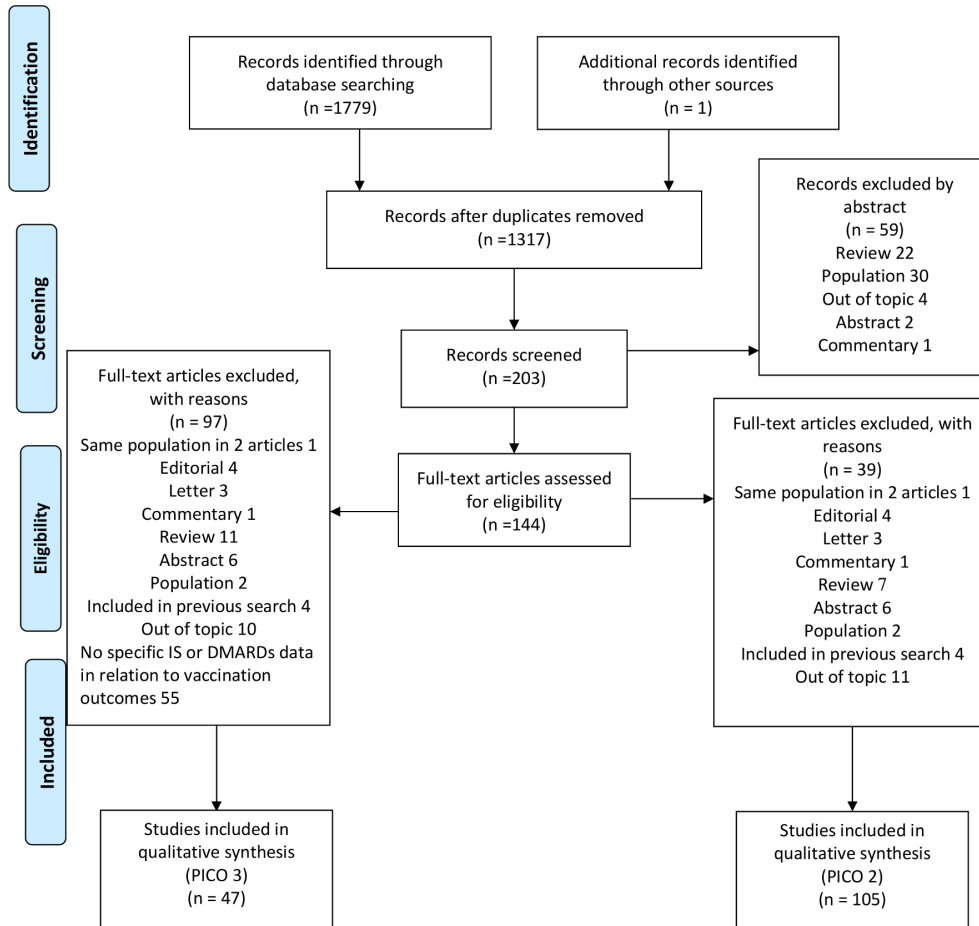 Identification
Records identified through
database searching
(n =1779)
Additional records identified
through other sources
(n = 1)
Records after duplicates removed
(n =1317)
Records excluded by
abstract
(n = 59)
Review 22
Population 30
Out of topic 4
Abstract 2
Commentary 1
Screening
Records screened
(n =203)
Full-text articles excluded,
with reasons
(n = 97)
Same population in 2 articles 1
Editorial 4
Letter 3
Commentary 1
Review 11
Abstract 6
Population 2
Included in previous search 4
Out of topic 10
No specific IS or DMARDs data
in relation to vaccination
outcomes 55
Eligibility
Full-text articles assessed
for eligibility
(n =144)
Full-text articles excluded, with
reasons
(n = 39)
Same population in 2 articles 1
Editorial 4
Letter 3
Commentary 1
Review 7
Abstract 6
Population 2
Included in previous search 4
Out of topic 11
Included
Studies included in
qualitative synthesis
(PICO 3)
(n = 47)
Studies included in
qualitative synthesis
(PICO 2)
(n = 105)